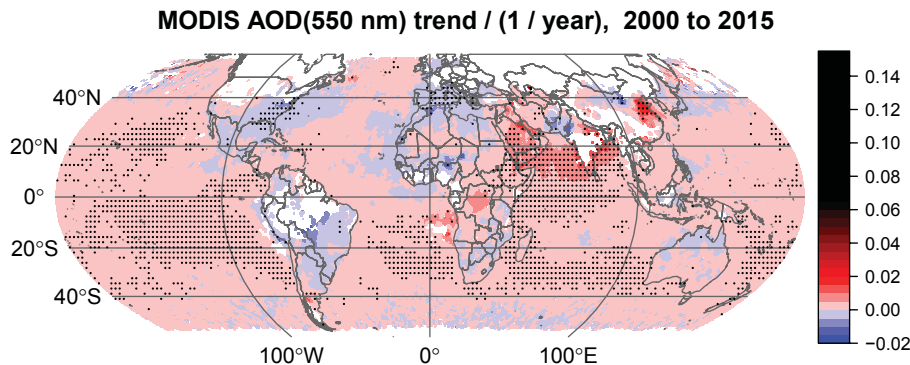 MODIS AOD(550 nm) trend / (1 / year), 2000 to 2015
40°N
20°N
0°
20°S
40°S
100°W
0°
100°E
0.14
0.12
0.10
0.08
0.06
0.04
0.02
0.00
−0.02